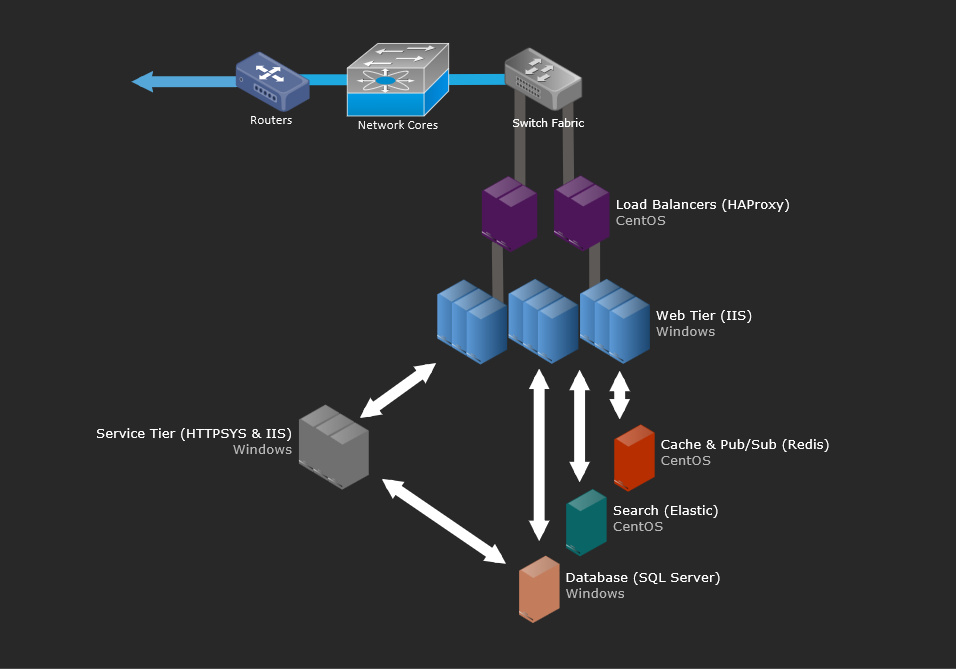 Routers
Network Cores
Switch Fabric
Load Balancers (HAProxy)
CentOS
Web Tier (IIS)
Windows
Service Tier (HTTPSYS & IIS)
Windows
Cache & Pub/Sub (Redis)
CentOS
Search (Elastic)
CentOS
Database (SQL Server)
Windows